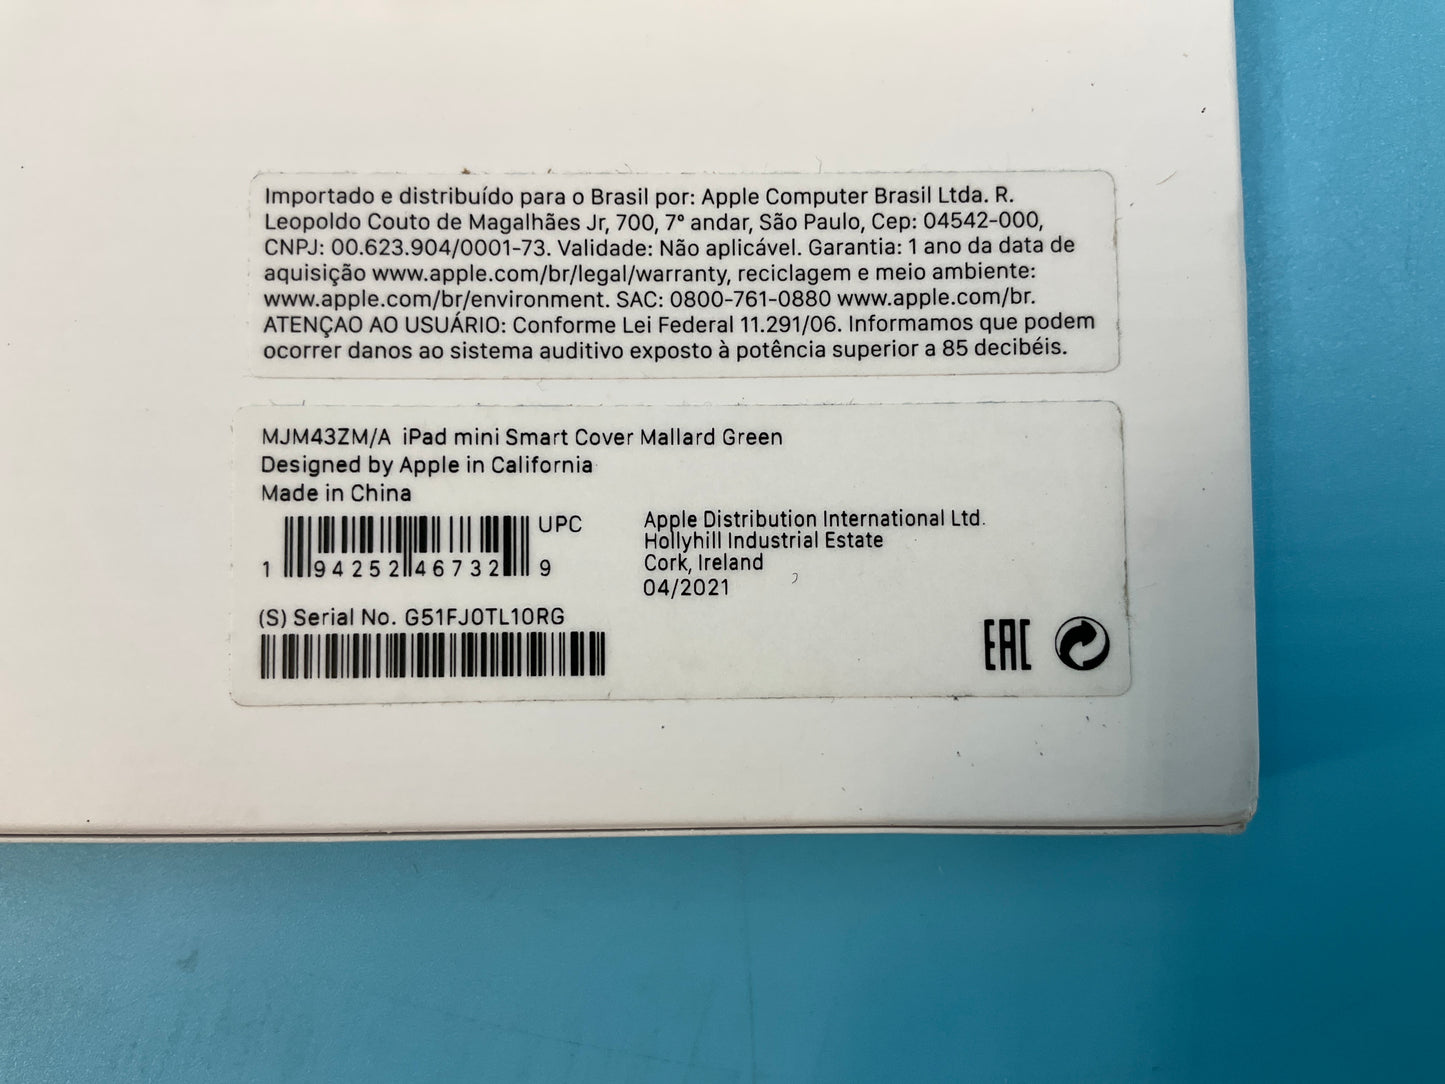 Importado e distribuído para o Brasil por: Apple Computer Brasil Ltda. R.
Leopoldo Couto de Magalhães Jr, 700, 7° andar, São Paulo, Cep: 04542-000,
CNPJ: 00.623.904/0001-73. Validade: Não aplicável. Garantia: 1 ano da data de
aquisição www.apple.com/br/legal/warranty, reciclagem e meio ambiente:
www.apple.com/br/environment. SAC: 0800-761-0880 www.apple.com/br.
ATENÇAO AO USUÁRIO: Conforme Lei Federal 11.291/06. Informamos que podem
ocorrer danos ao sistema auditivo exposto à potência superior a 85 decibéis.
MJM43ZM/A iPad mini Smart Cover Mallard Green
Designed by Apple in California
Made in China
UPC
1 94252 46732 9
(S) Serial No. G51FJ0TL10RG
Apple Distribution International Ltd.
Hollyhill Industrial Estate
Cork, Ireland
04/2021
EAC